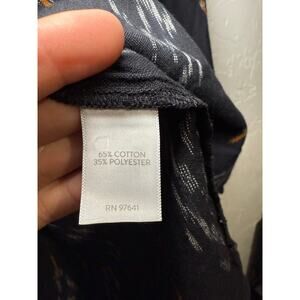 65% COTTON
35% POLYESTER
RN 97641